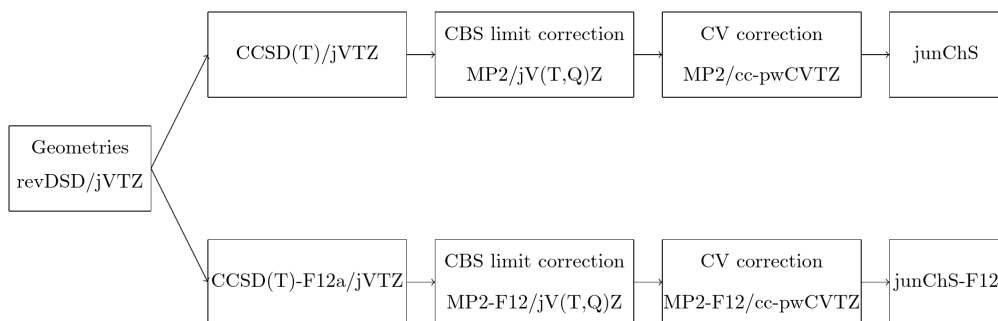 CCSD(T)/jVTZ
CBS limit correction
MP2/jV(T,Q)Z
CV correction
MP2/cc-pwCVTZ
junChS
Geometries
revDSD/jVTZ
CCSD(T)-F12a/jVTZ
CBS limit correction
MP2-F12/jV(T,Q)Z
CV correction
MP2-F12/cc-pwCVTZ
junChS-F12